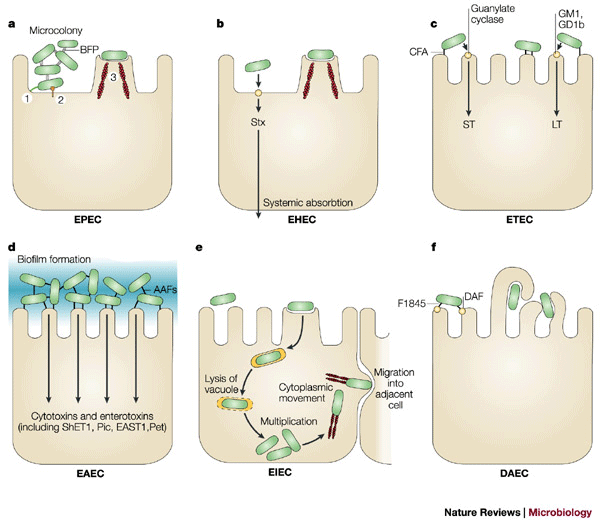 a
Microcolony
BFP
1
2
3
EPEC
b
Stx
Systemic absorbtion
EHEC
c
Guanylate
cyclase
GM1,
GD1b
CFA
ST
LT
ETEC
d
Biofilm formation
AAFs
Cytotoxins and enterotoxins
(including ShET1, Pic, EAST1,Pet)
EAEC
e
Lysis of
vacuole
Cytoplasmic
movement
Multiplication
Migration
into
adjacent
cell
EIEC
f
F1845
DAF
DAEC
Nature Reviews | Microbiology